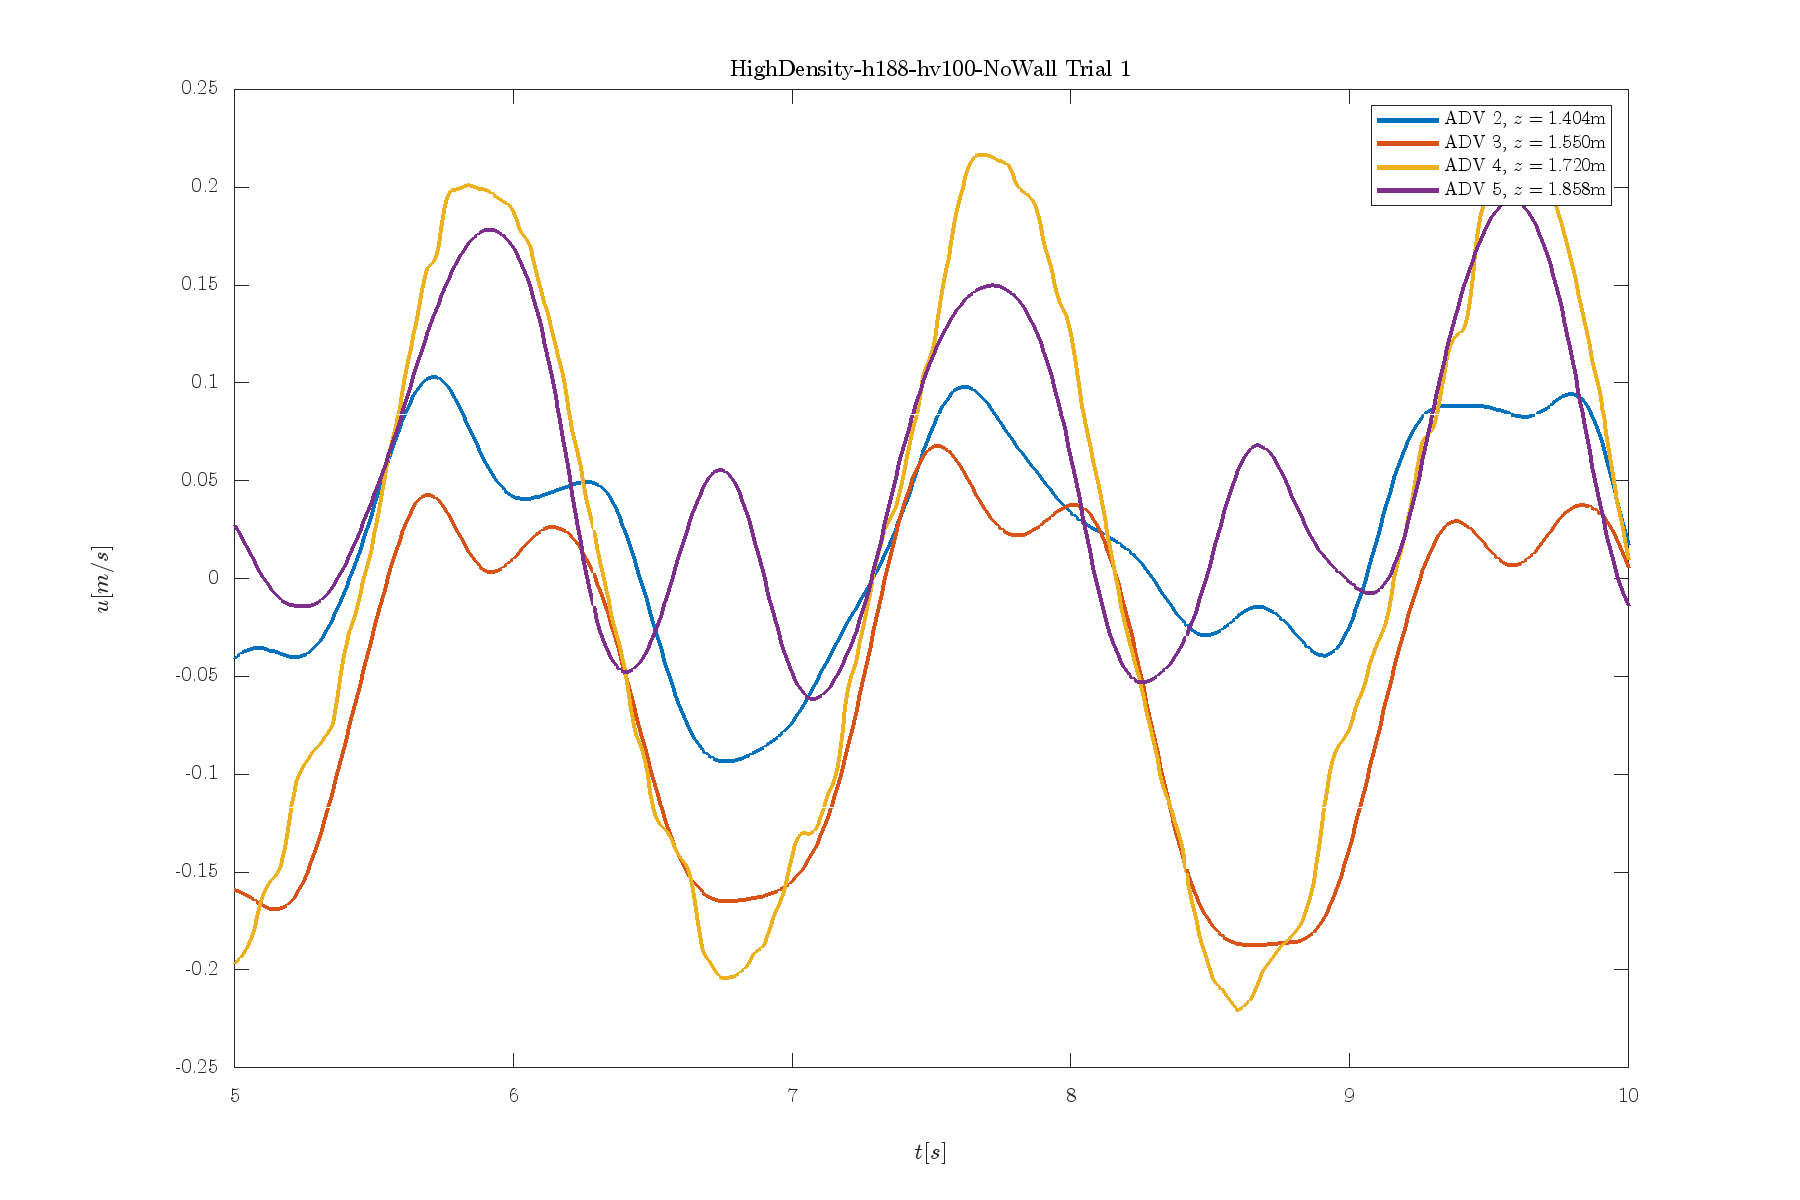 HighDensity-h188-hv100-NoWall Trial 1
0.25
0.2
0.15
0.1
0.05
0
-0.05
-0.1
-0.15
-0.2
-0.25
u[m/s]
ADV 2, z = 1.404m
ADV 3, z = 1.550m
ADV 4, z = 1.720m
ADV 5, z = 1.858m
5 6 7 8 9 10
t[s]